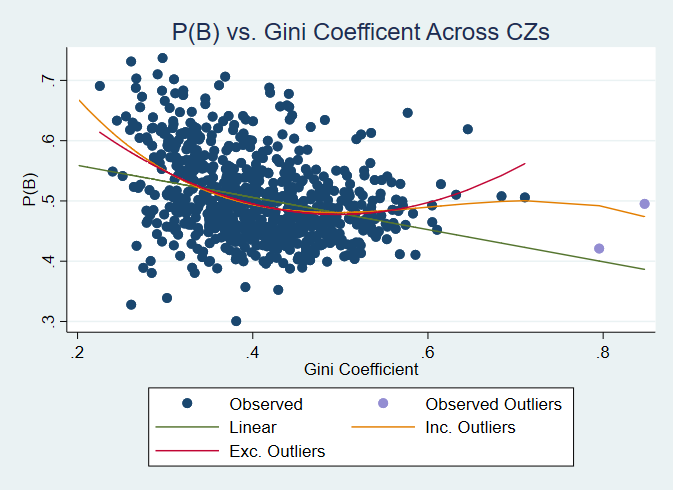 P(B) vs. Gini Coefficent Across CZs
.7
.6
.5
.4
.3
P(B)
.2 .4 .6 .8
Gini Coefficient
Observed Observed Outliers
Linear Inc. Outliers
Exc. Outliers